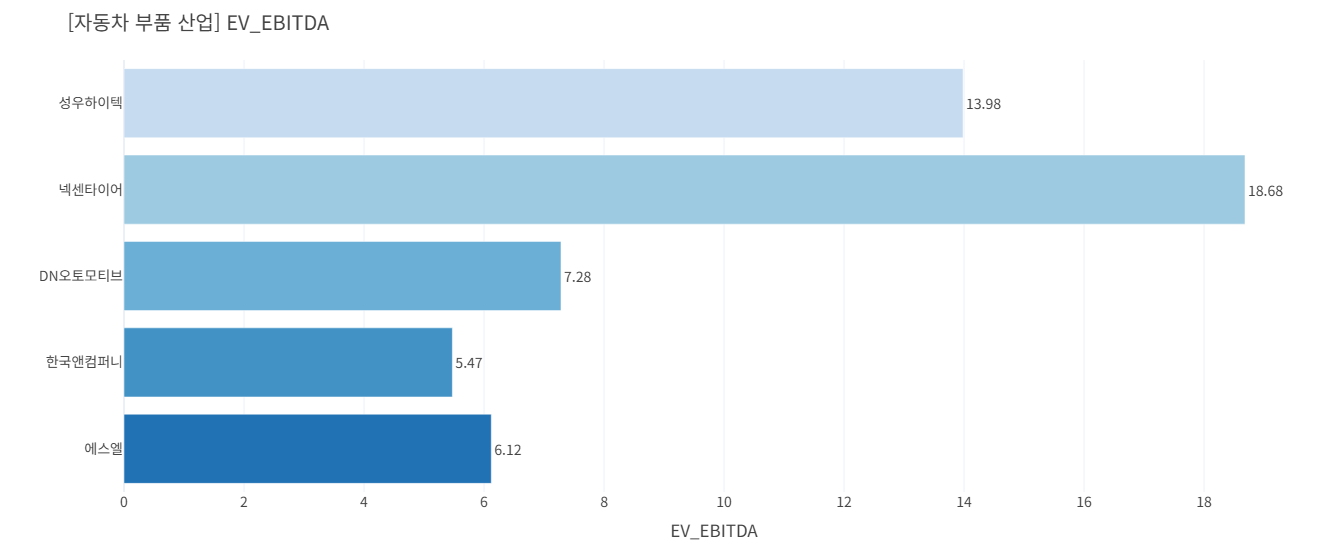 [자동차 부품 산업] EV_EBITDA
성우하이텍
13.98
넥센타이어
18.68
DN오토모티브
7.28
한국앤컴퍼니
5.47
에스엘
6.12
0 2 4 6 8 10 12 14 16 18
EV_EBITDA